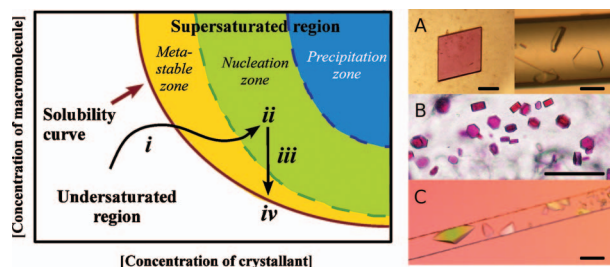 Supersaturated region
Meta-
stable
zone
Nucleation
zone
Precipitation
zone
Solubility
curve
i
ii
iii
iv
Undersaturated
region
[Concentration of macromolecule]
[Concentration of crystallant]
A
B
C